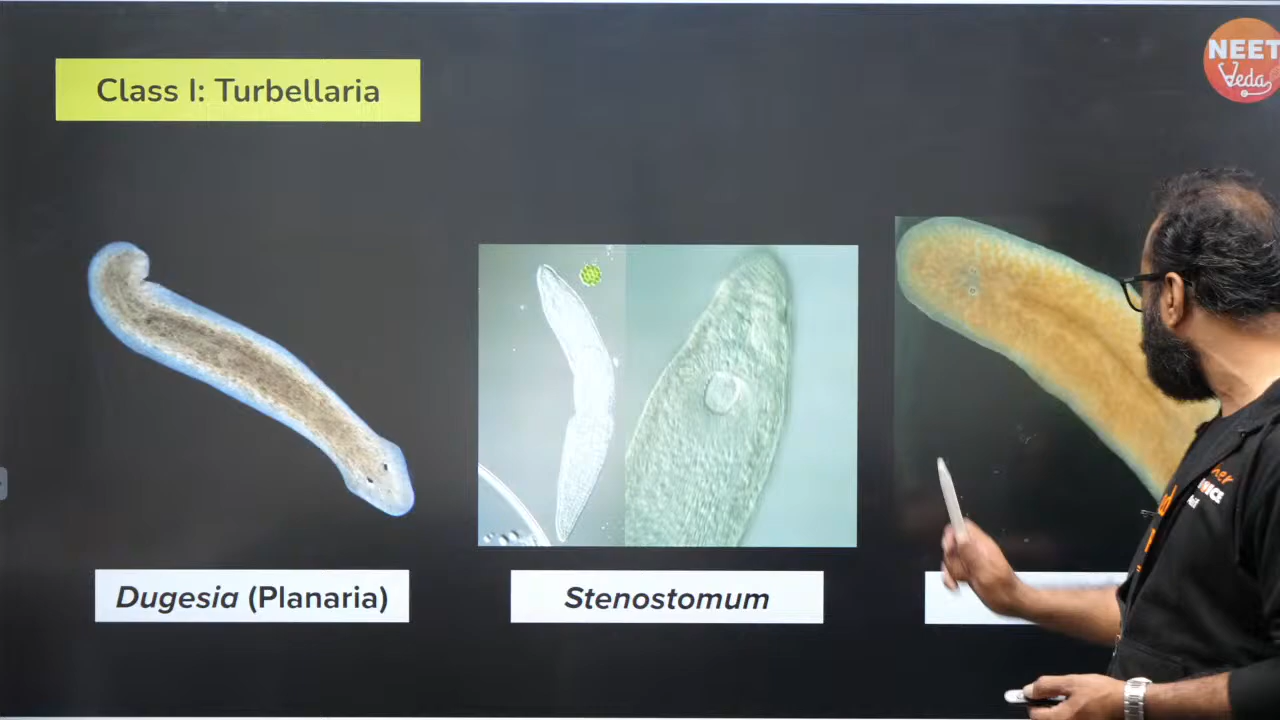 Class I: Turbellaria
NEET
Veda
Dugesia (Planaria)
Stenostomum